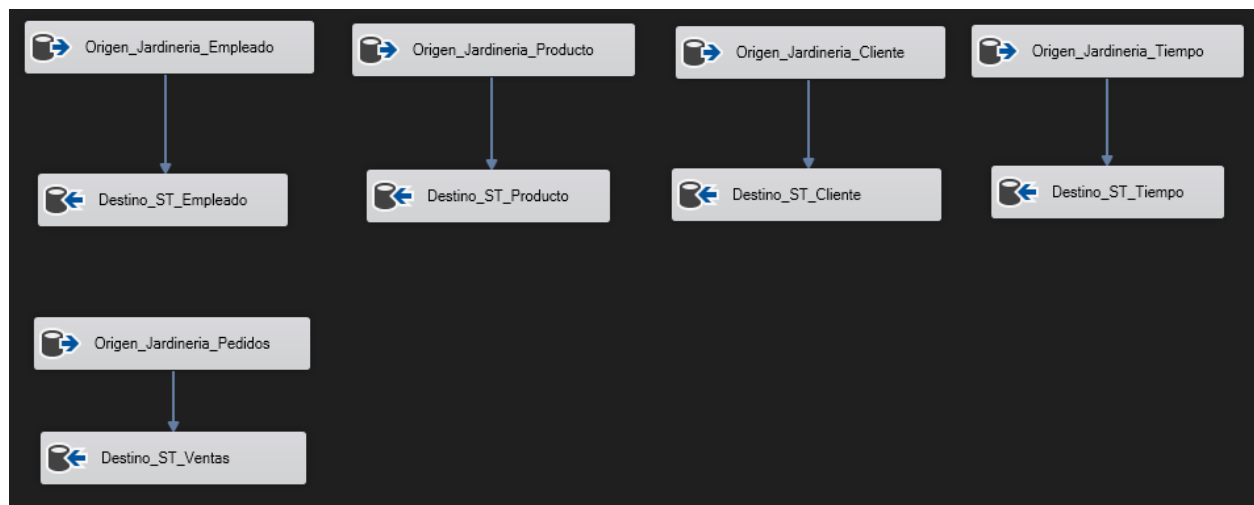 Origen_Jardineria_Empleado
Origen_Jardineria_Producto
Origen_Jardineria_Cliente
Origen_Jardineria_Tiempo
Destino_ST_Empleado
Destino_ST_Producto
Destino_ST_Cliente
Destino_ST_Tiempo
Origen_Jardineria_Pedidos
Destino_ST_Ventas